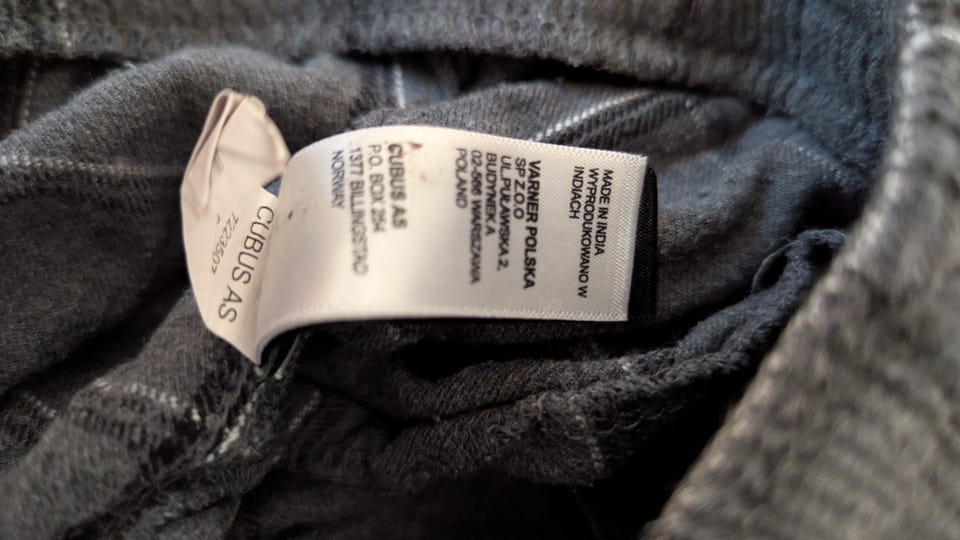 MADE IN INDIA
WYPRODUKOWANO W
INDIACH
VARNER POLSKA
SP Z.O.O
UL.PUŁAWSKA 2,
BUDYNEK A
02-566 WARSZAWA
POLAND
CUBUS AS
P.O. BOX 254
1377 BILLINGSTAD
NORWAY
CUBUS AS
7223507